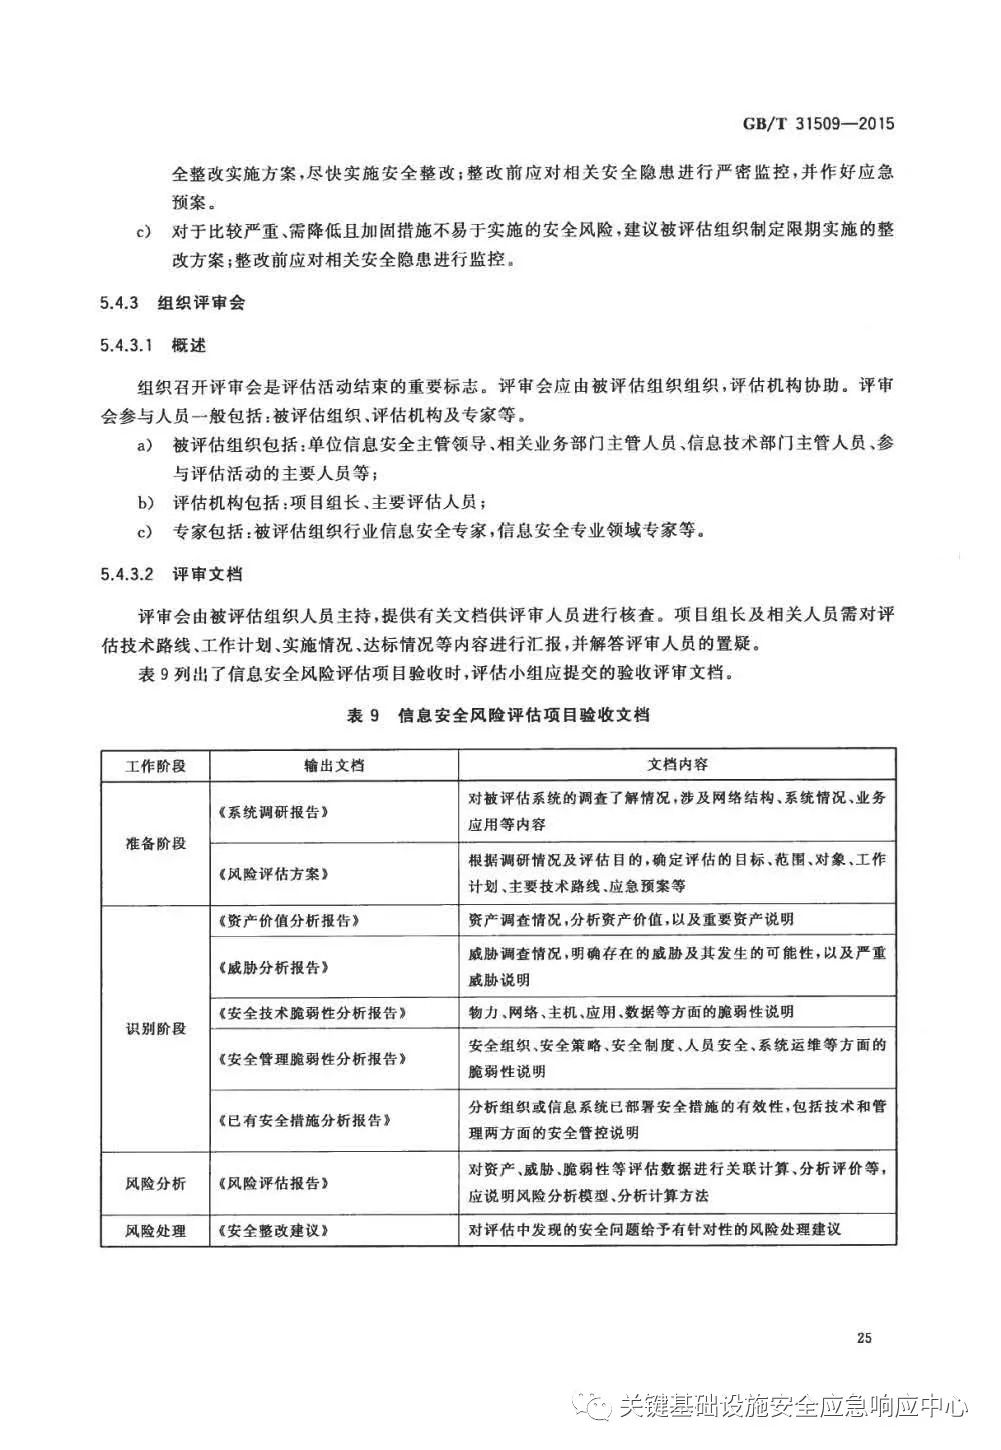 GB/T 31509—2015
全整改实施方案,尽快实施安全整改;整改前应对相关安全隐患进行严密监控,并作好应急
预案。
c) 对于比较严重、需降低且加固措施不易于实施的安全风险,建议被评估组织制定限期实施的整
改方案;整改前应对相关安全隐患进行监控。
5.4.3 组织评审会
5.4.3.1 概述
组织召开评审会是评估活动结束的重要标志。评审会应由被评估组织组织,评估机构协助。评审
会参与人员一般包括:被评估组织、评估机构及专家等。
a) 被评估组织包括:单位信息安全主管领导、相关业务部门主管人员、信息技术部门主管人员、参
与评估活动的主要人员等;
b) 评估机构包括:项目组长、主要评估人员;
c) 专家包括:被评估组织行业信息安全专家,信息安全专业领域专家等。
5.4.3.2 评审文档
评审会由被评估组织人员主持,提供有关文档供评审人员进行核查。项目组长及相关人员需对评
估技术路线、工作计划、实施情况、达标情况等内容进行汇报,并解答评审人员的置疑。
表 9 列出了信息安全风险评估项目验收时,评估小组应提交的验收评审文档。
表 9 信息安全风险评估项目验收文档
工作阶段 输出文档 文档内容
准备阶段
《系统调研报告》
对被评估系统的调查了解情况,涉及网络结构、系统情况、业务
应用等内容
《风险评估方案》
根据调研情况及评估目的,确定评估的目标、范围、对象、工作
计划、主要技术路线、应急预案等
识别阶段
《资产价值分析报告》 资产调查情况,分析资产价值,以及重要资产说明
《威胁分析报告》
威胁调查情况,明确存在的威胁及其发生的可能性,以及严重
威胁说明
《安全技术脆弱性分析报告》 物力、网络、主机、应用、数据等方面的脆弱性说明
《安全管理脆弱性分析报告》
安全组织、安全策略、安全制度、人员安全、系统运维等方面的
脆弱性说明
《已有安全措施分析报告》
分析组织或信息系统已部署安全措施的有效性,包括技术和管
理两方面的安全管控说明
风险分析 《风险评估报告》
对资产、威胁、脆弱性等评估数据进行关联计算、分析评价等,
应说明风险分析模型、分析计算方法
风险处理 《安全整改建议》 对评估中发现的安全问题给予有针对性的风险处理建议
25
关键基础设施安全应急响应中心